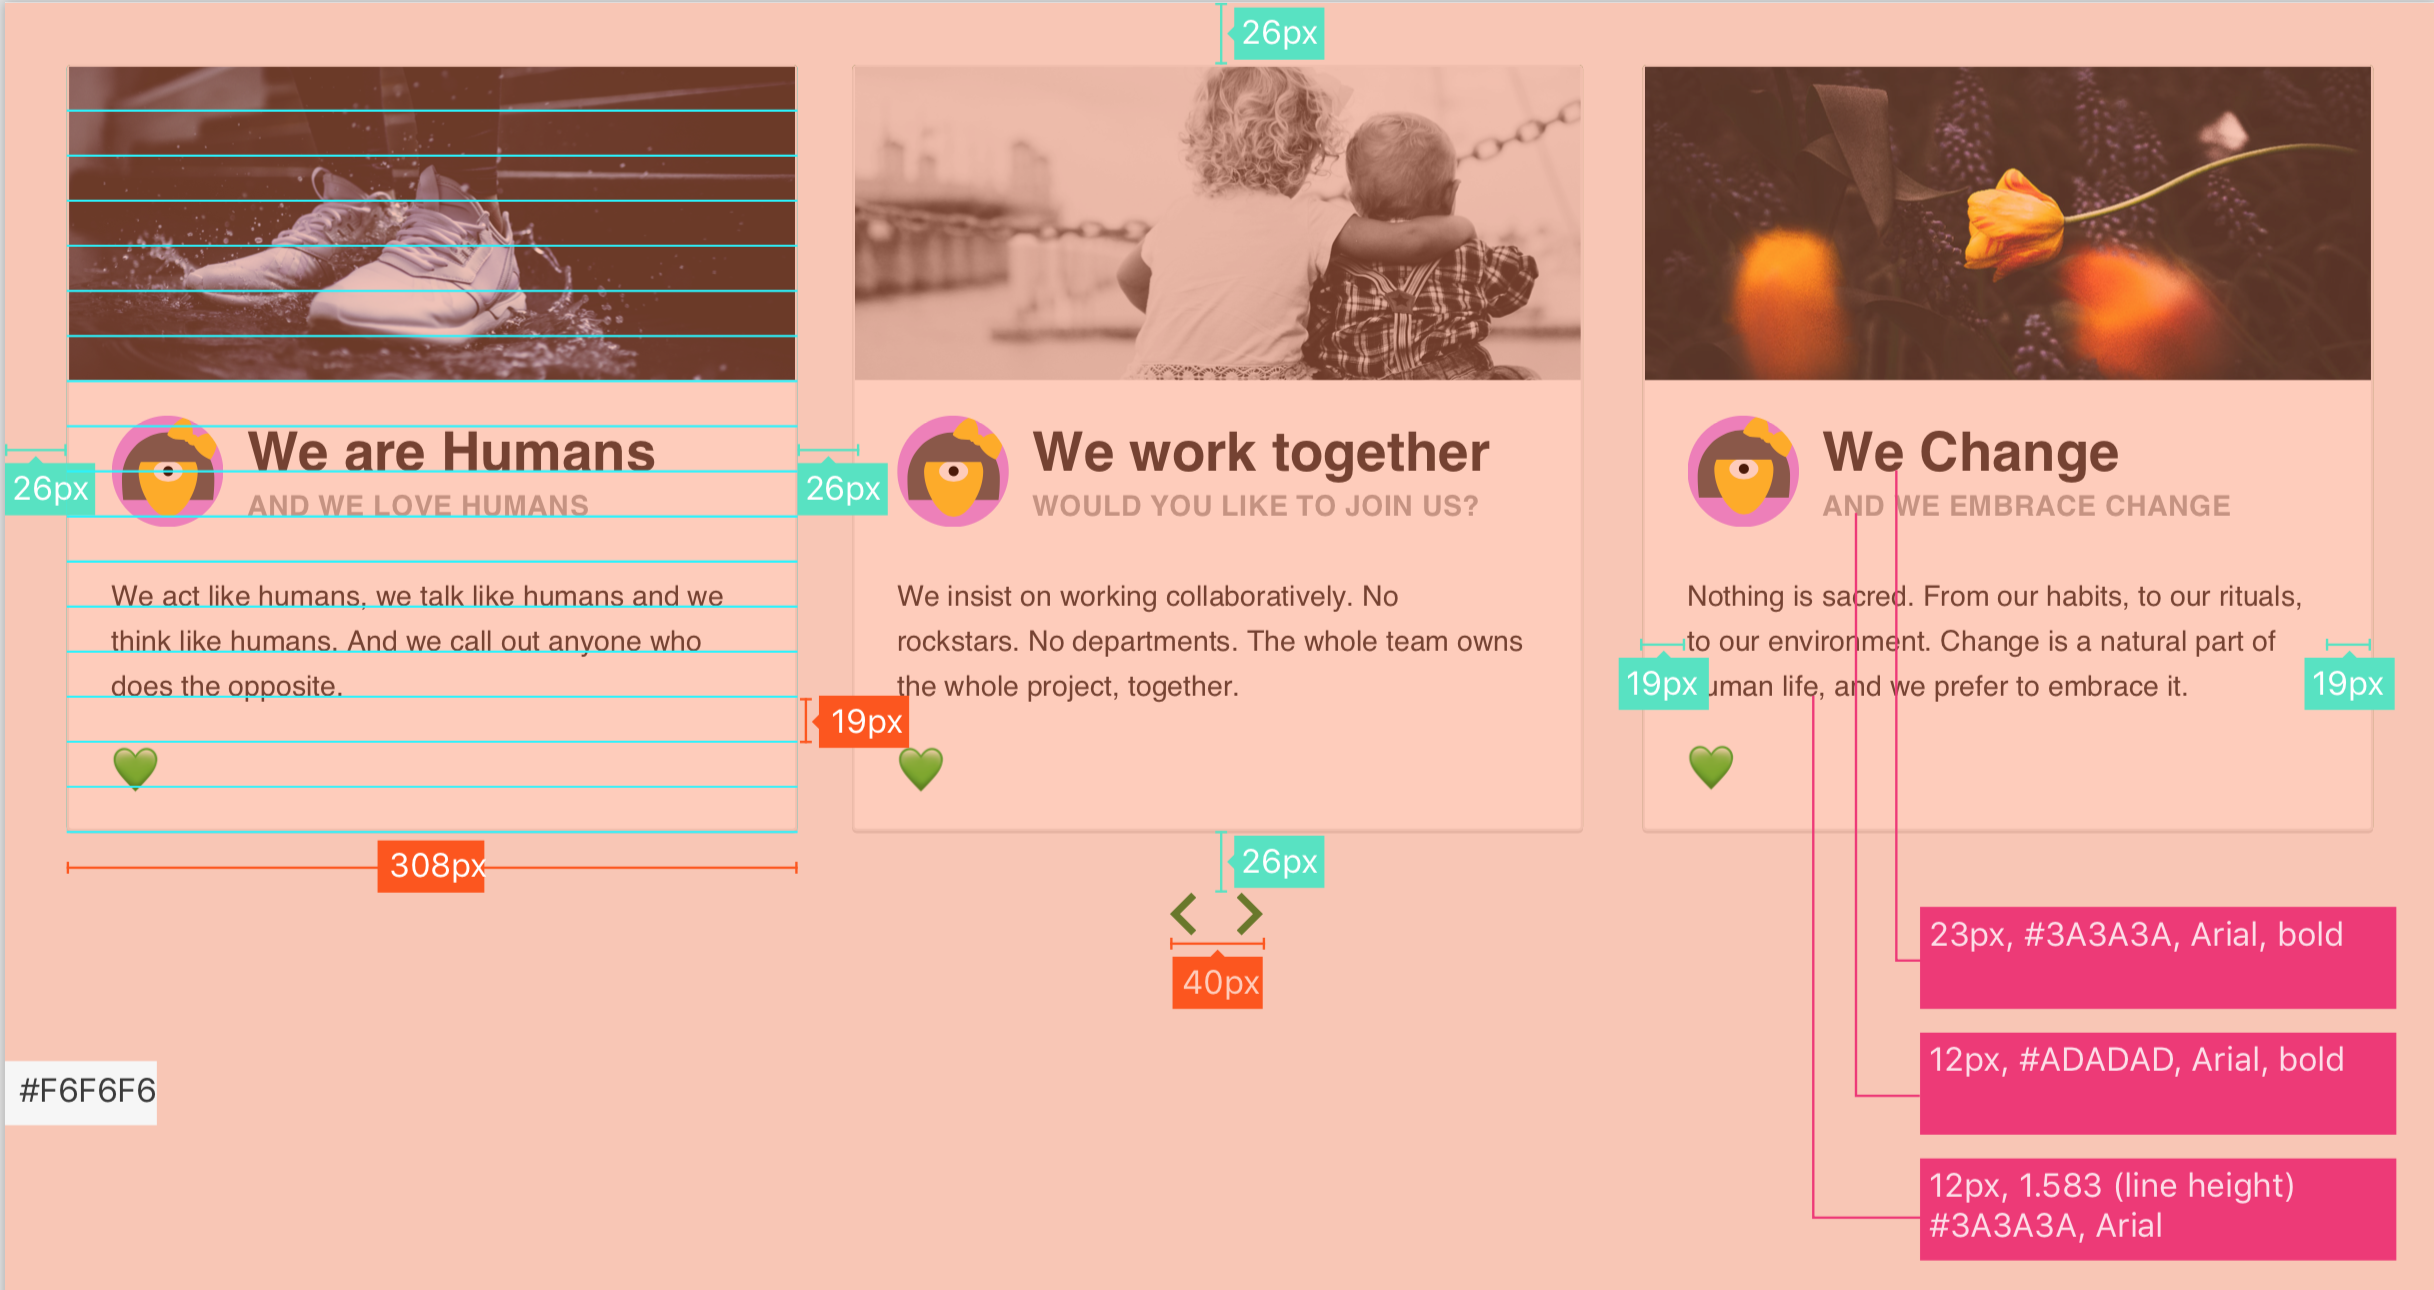 26px
We are Humans
AND WE LOVE HUMANS
We act like humans, we talk like humans and we
think like humans. And we call out anyone who
does the opposite.
💚
26px
26px
19px
308px
We work together
WOULD YOU LIKE TO JOIN US?
We insist on working collaboratively. No
rockstars. No departments. The whole team owns
the whole project, together.
💚
26px
40px
We Change
AND WE EMBRACE CHANGE
Nothing is sacred. From our habits, to our rituals,
to our environment. Change is a natural part of
uman life, and we prefer to embrace it.
💚
19px
19px
23px, #3A3A3A, Arial, bold
12px, #ADADAD, Arial, bold
12px, 1.583 (line height)
#3A3A3A, Arial
#F6F6F6